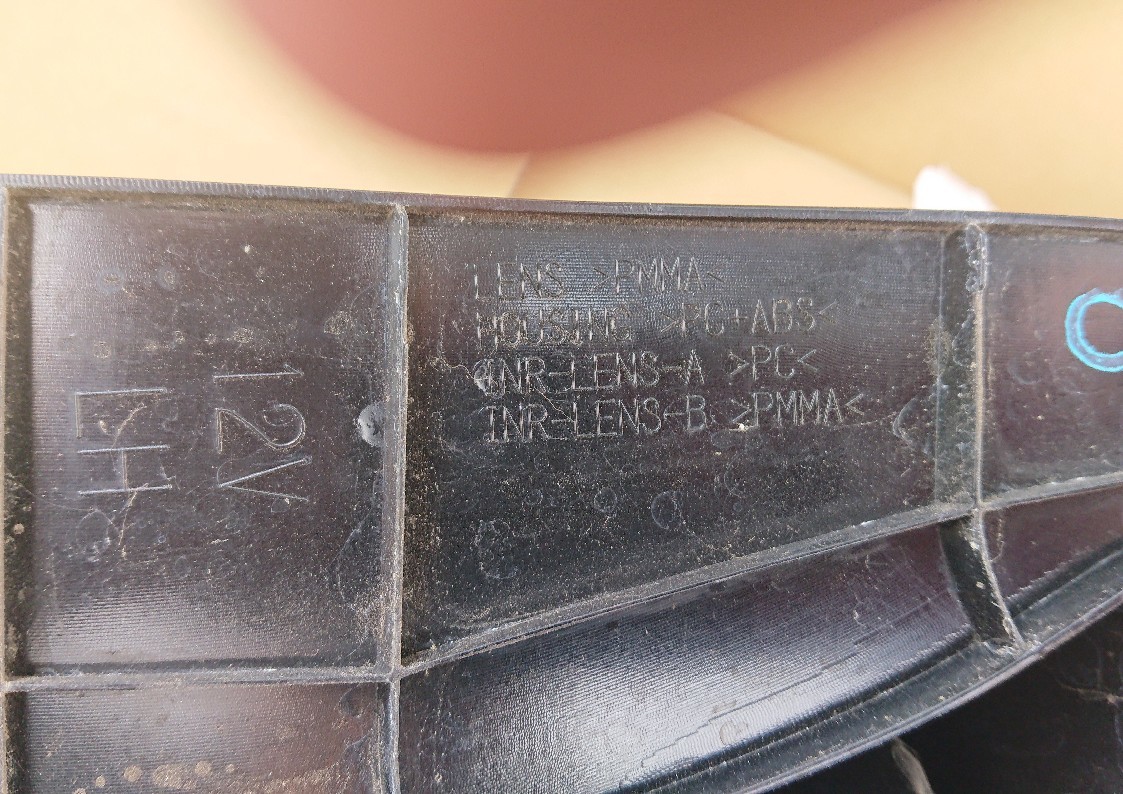 12V
LH
LENS >PMMA<
HOUSING >PC+ABS<
INR-LENS-A >PC<
INR-LENS-B >PMMA<